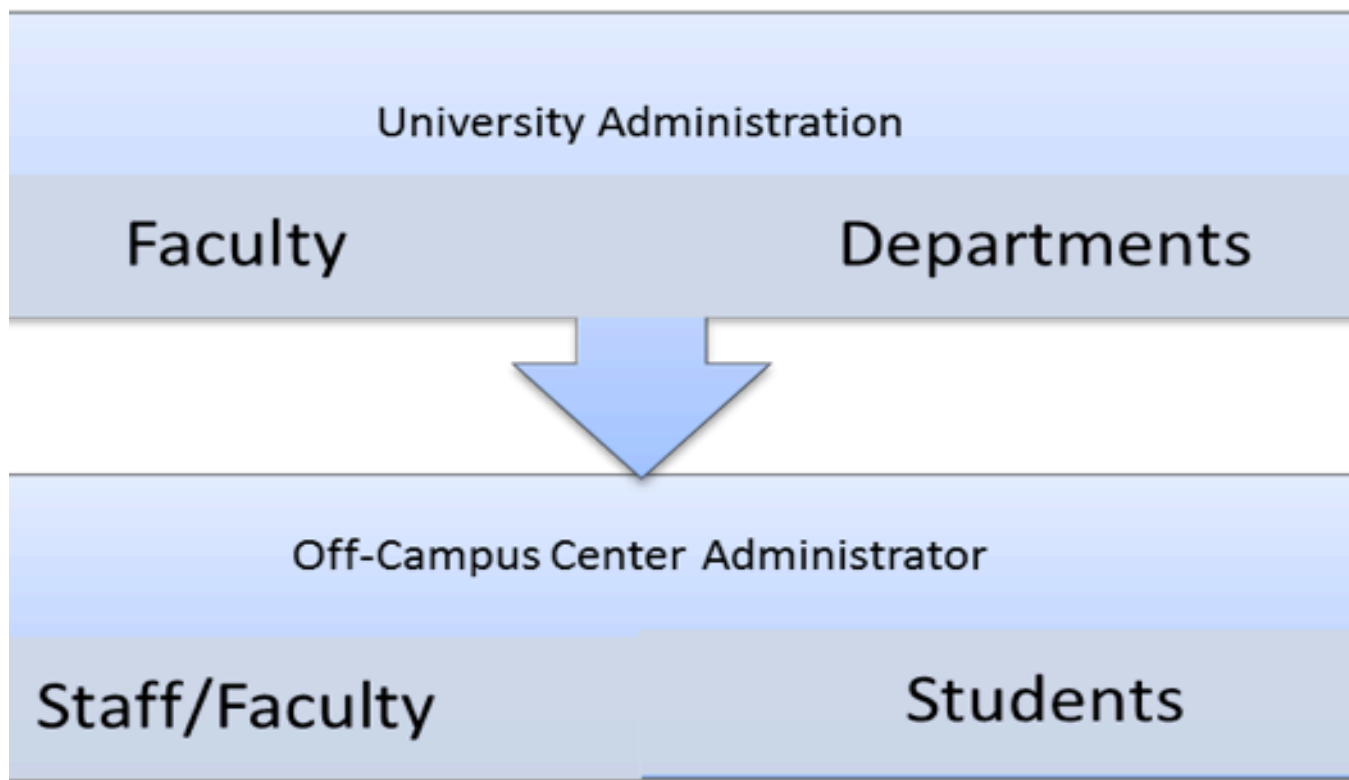 University Administration
Faculty Departments
Off-Campus Center Administrator
Staff/Faculty Students